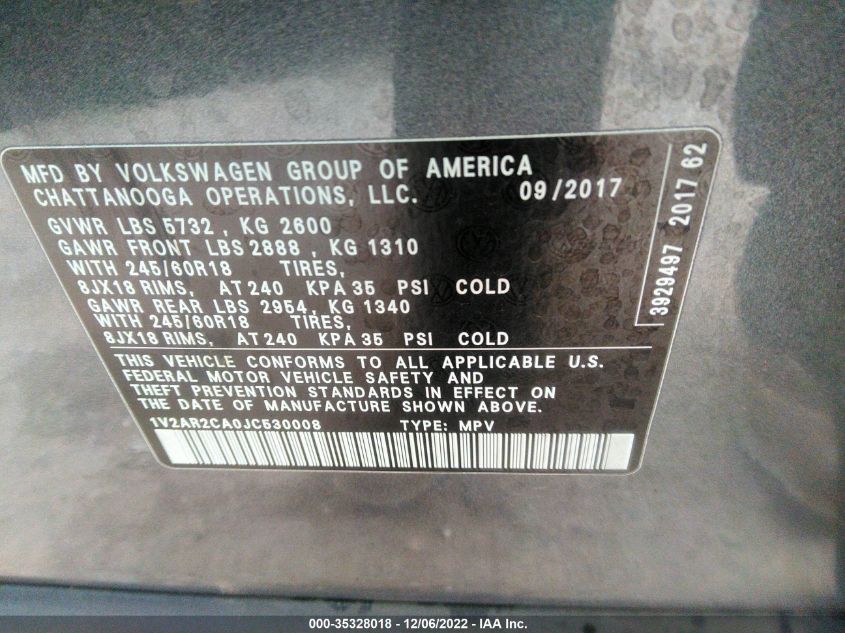 MFD BY VOLKSWAGEN GROUP OF AMERICA
CHATTANOOGA OPERATIONS, LLC. 09/2017
GVWR LBS 5732 , KG 2600
GAWR FRONT LBS 2888 , KG 1310
WITH 245/60R18 TIRES,
8JX18 RIMS, AT 240 KPA 35 PSI COLD
GAWR REAR LBS 2954 , KG 1340
WITH 245/60R18 TIRES,
8JX18 RIMS, AT 240 KPA 35 PSI COLD
THIS VEHICLE CONFORMS TO ALL APPLICABLE U.S.
FEDERAL MOTOR VEHICLE SAFETY AND
THEFT PREVENTION STANDARDS IN EFFECT ON
THE DATE OF MANUFACTURE SHOWN ABOVE.
1V2AR2CA0JC530008 TYPE: MPV
3929497 2017 62
000-35328018 - 12/06/2022 - IAA Inc.